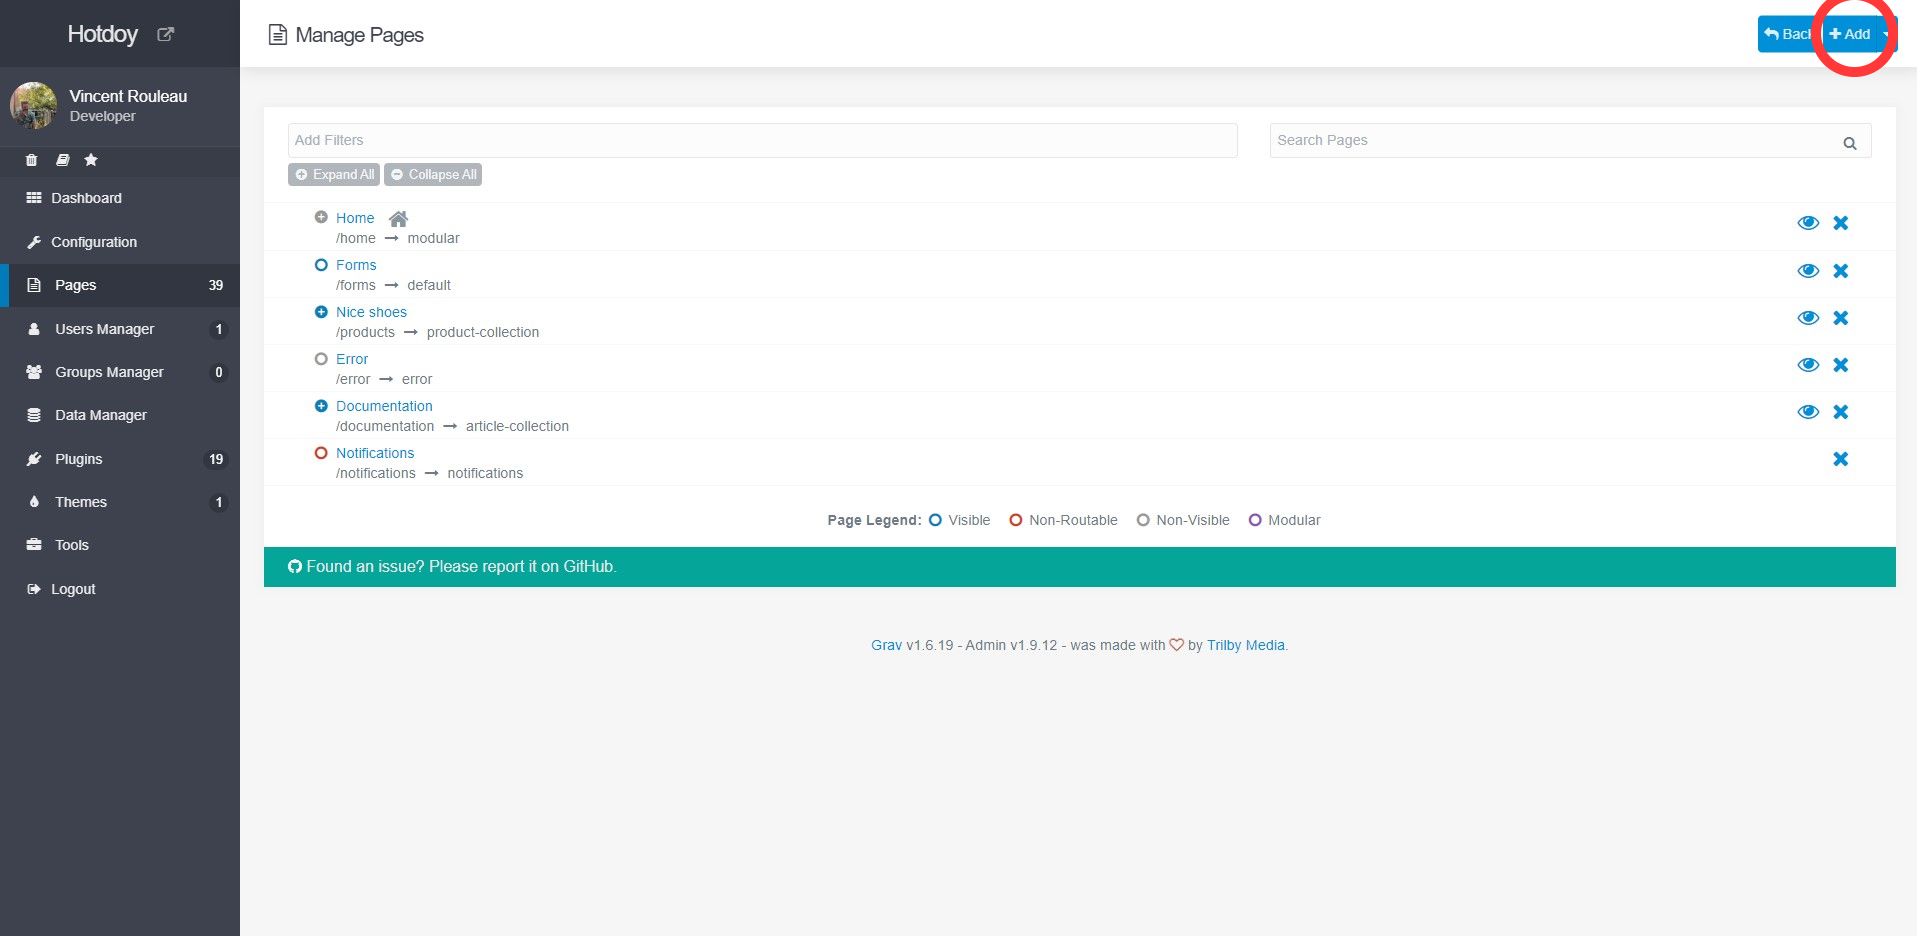 Hotdoy
Manage Pages
Back
Add
Vincent Rouleau
Developer
Dashboard
Configuration
Pages 39
Users Manager 1
Groups Manager 0
Data Manager
Plugins 19
Themes 1
Tools
Logout
Add Filters
Search Pages
Expand All
Collapse All
Home
/home → modular
Forms
/forms → default
Nice shoes
/products → product-collection
Error
/error → error
Documentation
/documentation → article-collection
Notifications
/notifications → notifications
Page Legend: Visible Non-Routable Non-Visible Modular
Found an issue? Please report it on GitHub.
Grav v1.6.19 - Admin v1.9.12 - was made with ♡ by Trilby Media.